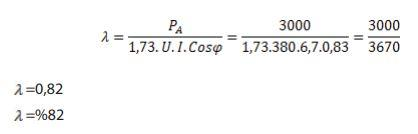 λ = P_A / 1,73. U. I. Cosφ = 3000 / 1,73.380.6,7.0,83 = 3000 / 3670
λ=0,82
λ=%82